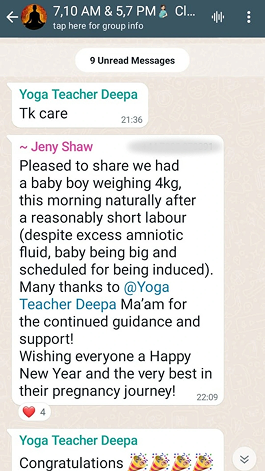 7,10 AM & 5,7 PM🤰 Cl...
tap here for group info
9 Unread Messages
Yoga Teacher Deepa
Tk care
21:36
~ Jeny Shaw
Pleased to share we had
a baby boy weighing 4kg,
this morning naturally after
a reasonably short labour
(despite excess amniotic
fluid, baby being big and
scheduled for being induced).
Many thanks to @Yoga
Teacher Deepa Ma'am for
the continued guidance and
support!
Wishing everyone a Happy
New Year and the very best in
their pregnancy journey!
22:09
❤️ 4
Yoga Teacher Deepa
Congratulations 🎉🎉🎉🎉